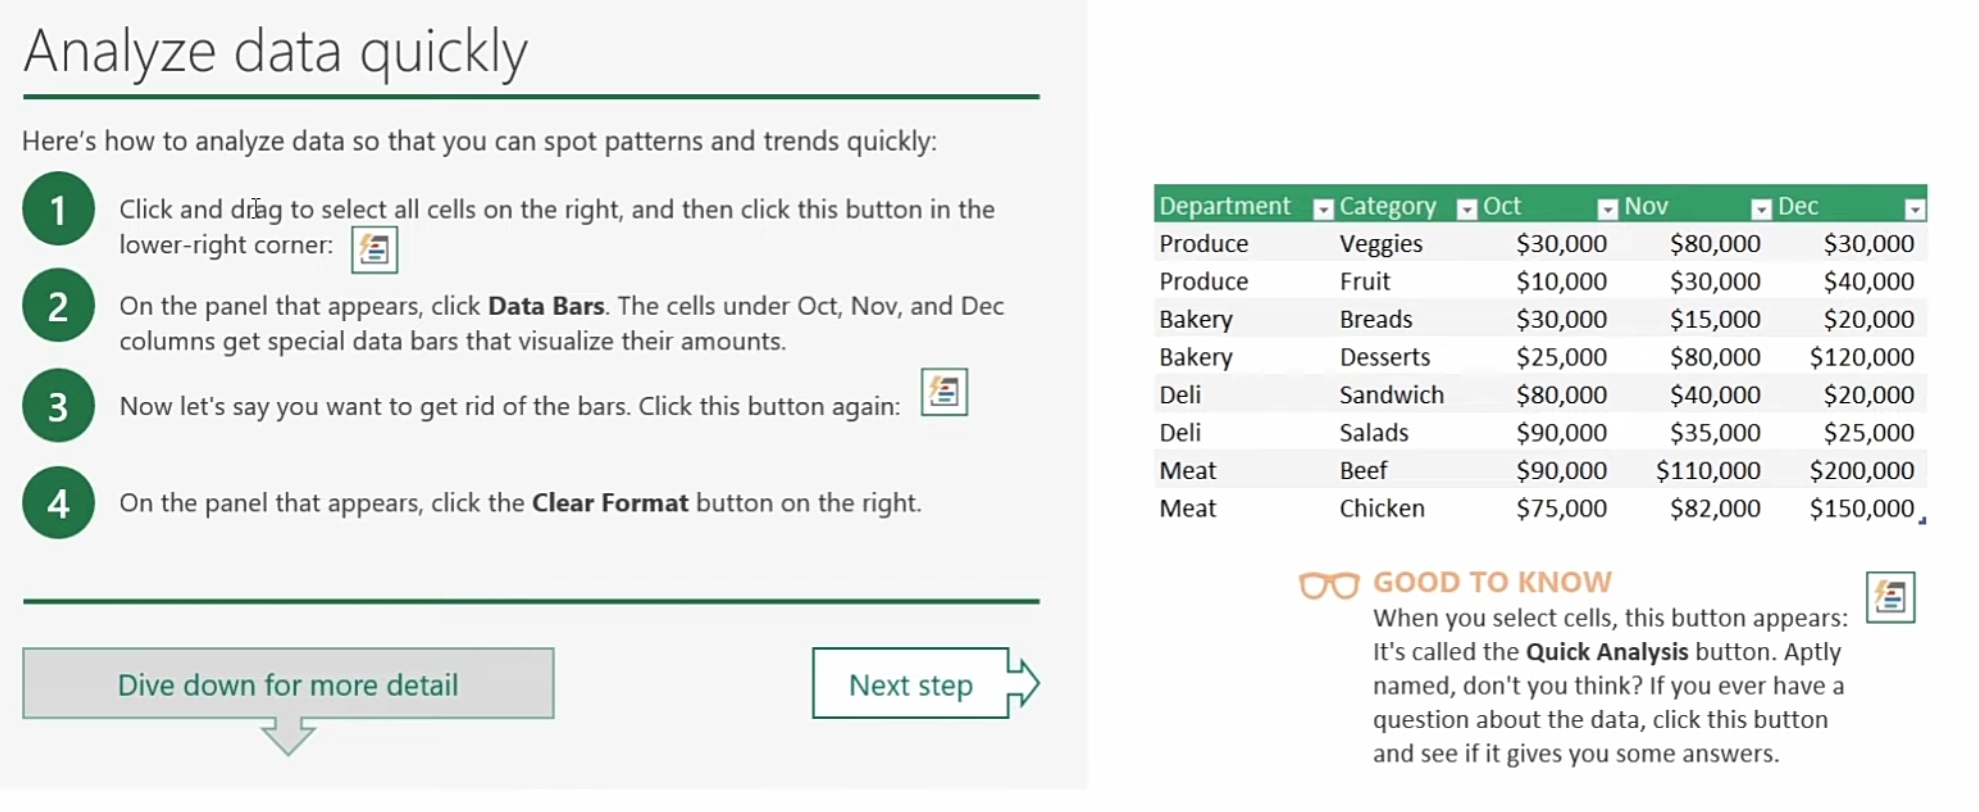 Analyze data quickly
Here's how to analyze data so that you can spot patterns and trends quickly:
1
Click and drag to select all cells on the right, and then click this button in the
lower-right corner:
2
On the panel that appears, click Data Bars. The cells under Oct, Nov, and Dec
columns get special data bars that visualize their amounts.
3
Now let's say you want to get rid of the bars. Click this button again:
4
On the panel that appears, click the Clear Format button on the right.
Dive down for more detail
Next step
Department Category Oct Nov Dec
Produce Veggies $30,000 $80,000 $30,000
Produce Fruit $10,000 $30,000 $40,000
Bakery Breads $30,000 $15,000 $20,000
Bakery Desserts $25,000 $80,000 $120,000
Deli Sandwich $80,000 $40,000 $20,000
Deli Salads $90,000 $35,000 $25,000
Meat Beef $90,000 $110,000 $200,000
Meat Chicken $75,000 $82,000 $150,000
GOOD TO KNOW
When you select cells, this button appears:
It's called the Quick Analysis button. Aptly
named, don't you think? If you ever have a
question about the data, click this button
and see if it gives you some answers.